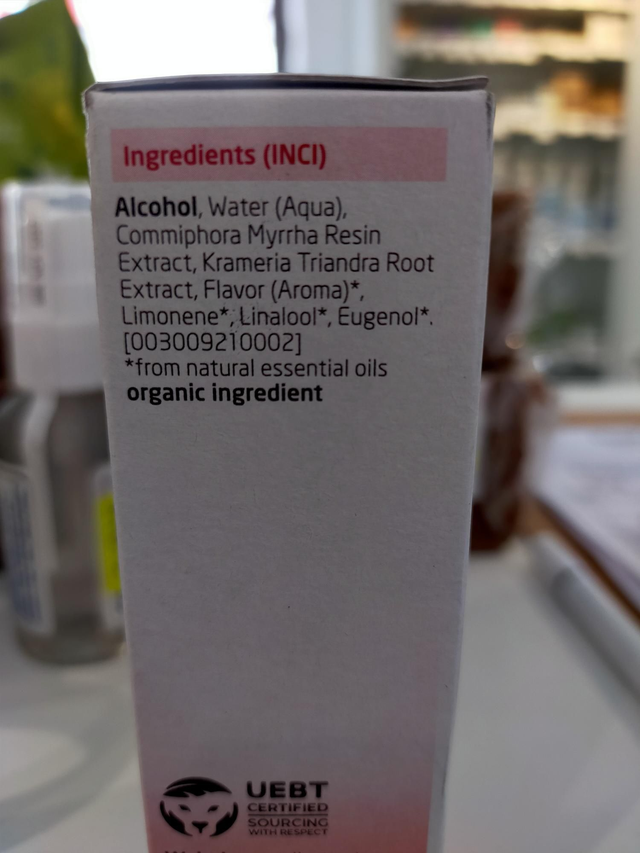 Ingredients (INCI)
Alcohol, Water (Aqua),
Commiphora Myrrha Resin
Extract, Krameria Triandra Root
Extract, Flavor (Aroma)*,
Limonene*, Linalool*, Eugenol*.
[003009210002]
*from natural essential oils
organic ingredient
UEBT
CERTIFIED
SOURCING
WITH RESPECT